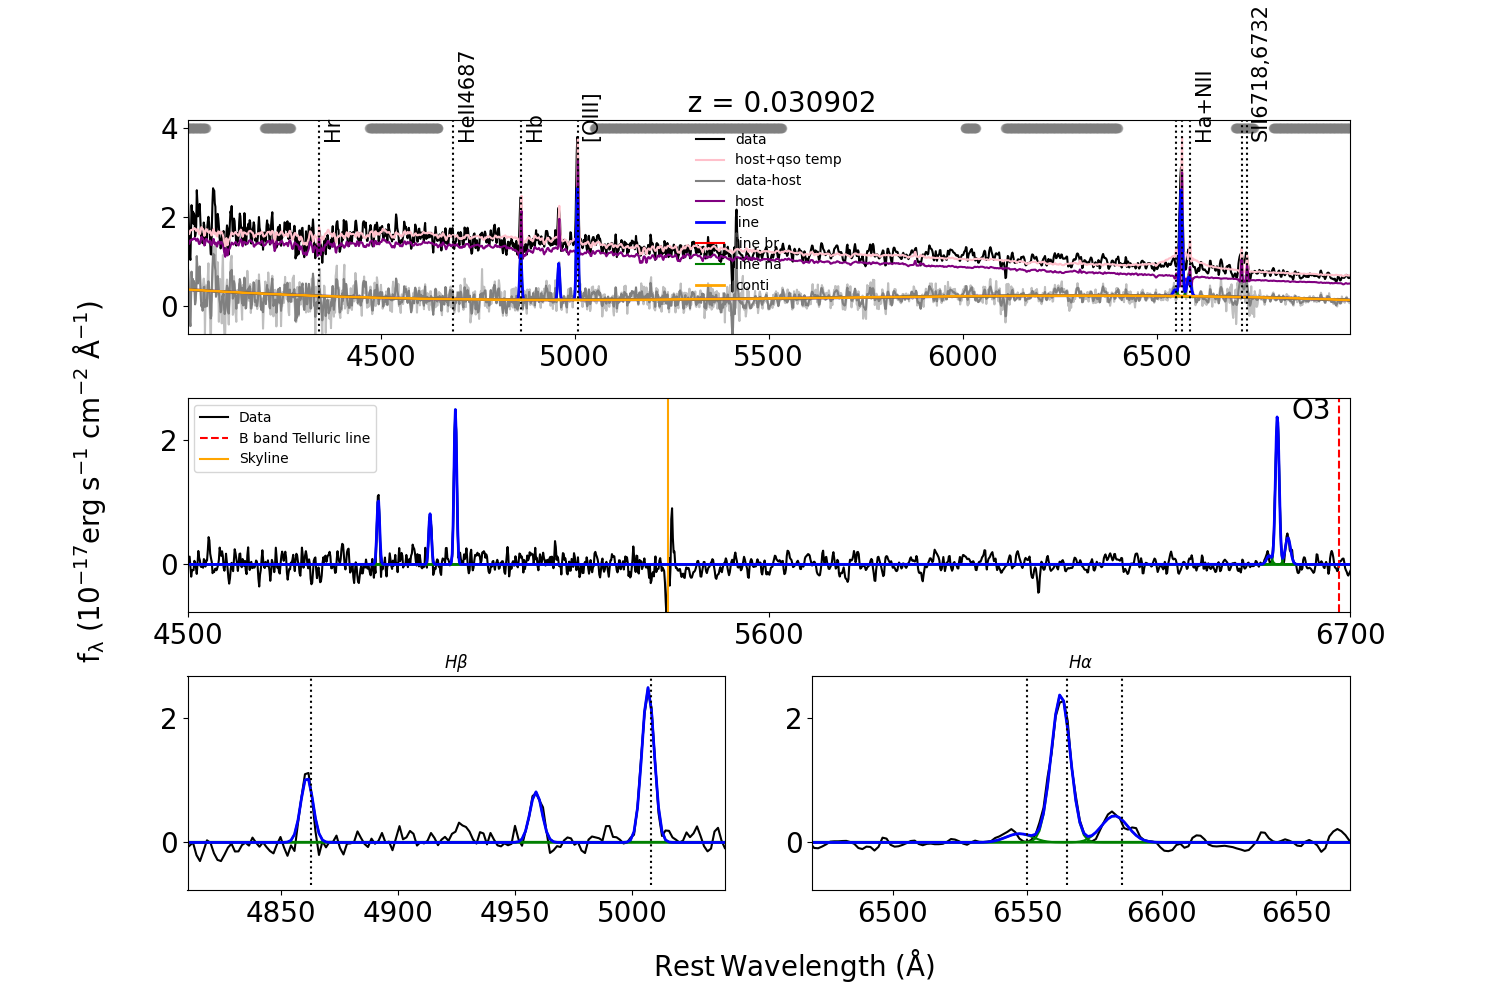 z = 0.030902
Hr
HeII4687
Hb
[OIII]
Ha+NII
SII6718,6732
4
2
0
data
host+qso temp
data-host
host
line
line br
line na
conti
4500
5000
5500
6000
6500
fλ (10⁻¹⁷erg s⁻¹ cm⁻² Å⁻¹)
2
0
Data
B band Telluric line
Skyline
O3
4500
5600
6700
Hβ
2
0
4850
4900
4950
5000
Hα
2
0
6500
6550
6600
6650
Rest Wavelength (Å)